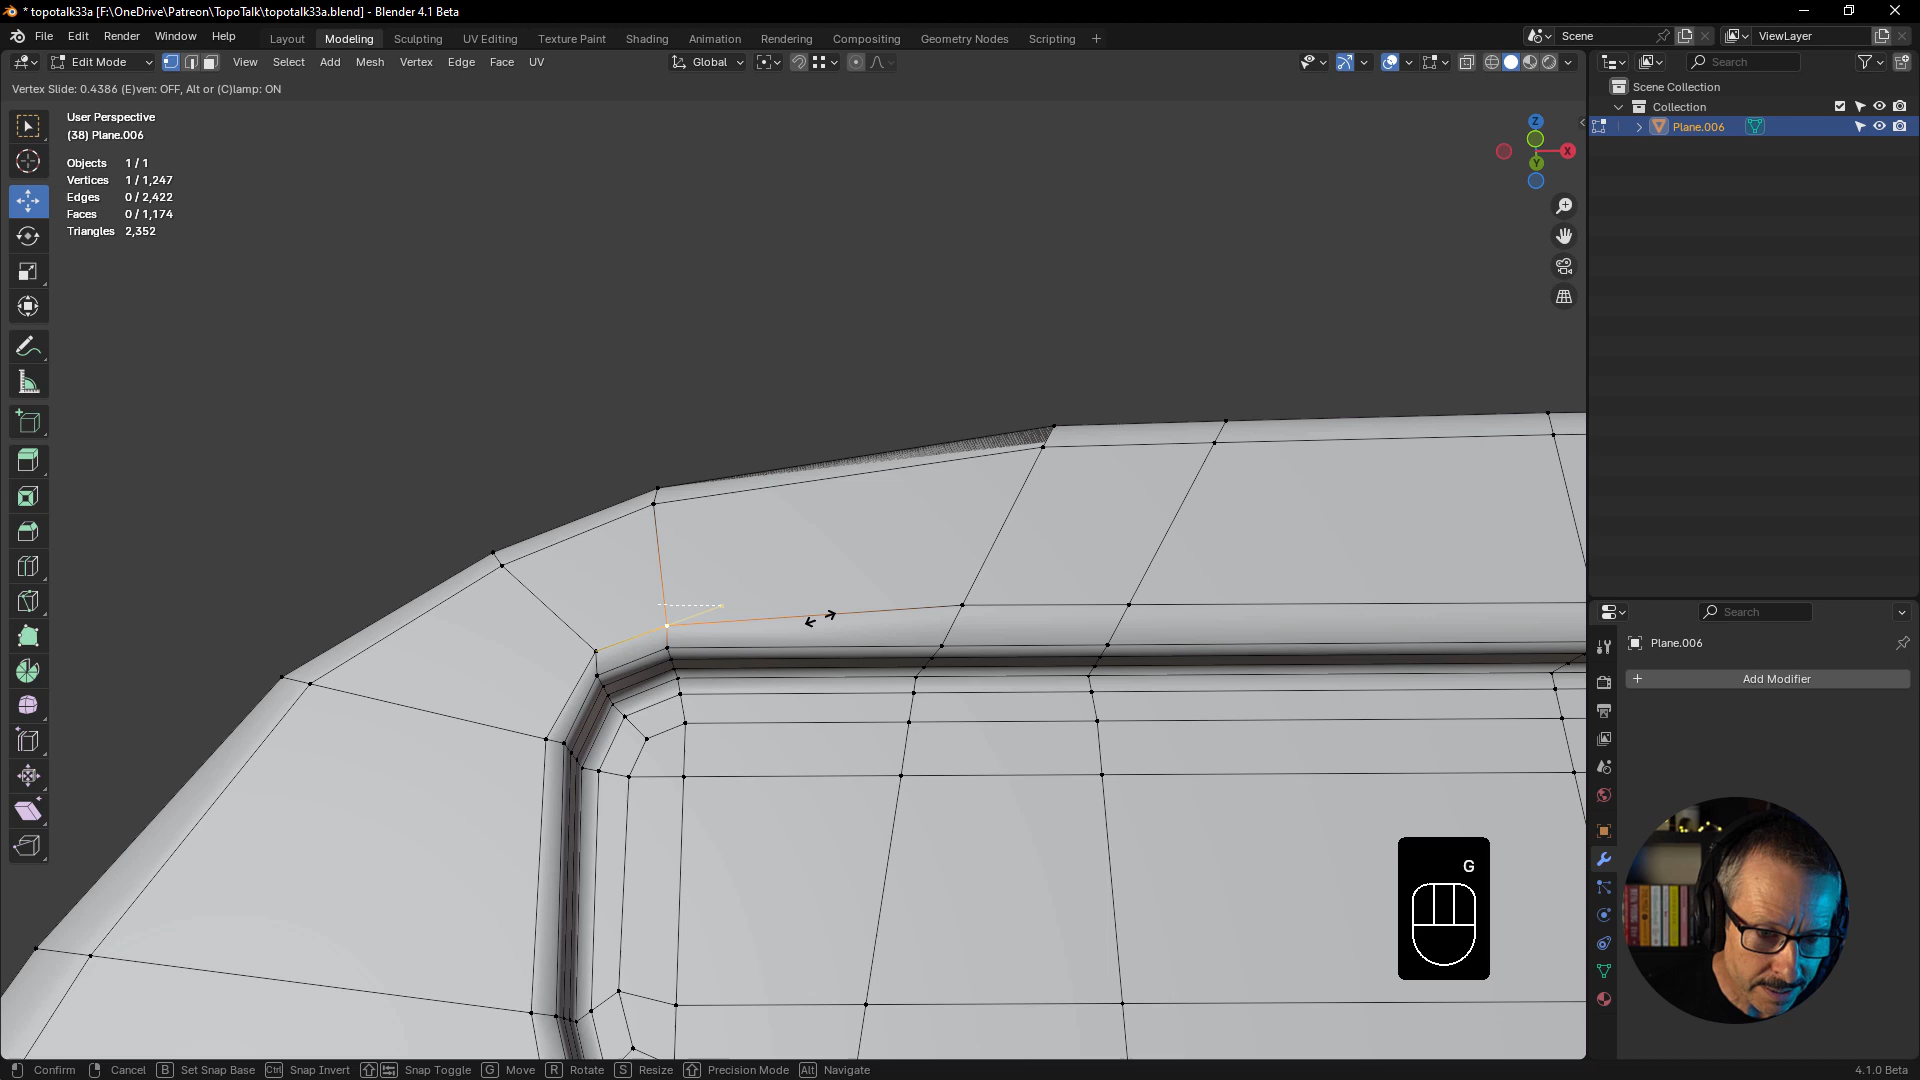 * topotalk33a [F:\OneDrive\Patreon\TopoTalk\topotalk33a.blend] - Blender 4.1 Beta
File Edit Render Window Help Layout Modeling Sculpting UV Editing Texture Paint Shading Animation Rendering Compositing Geometry Nodes Scripting + Scene ViewLayer
Edit Mode View Select Add Mesh Vertex Edge Face UV Global Search
Vertex Slide: 0.4386 (E)ven: OFF, Alt or (C)lamp: ON
Scene Collection
Collection
Plane.006
User Perspective
(38) Plane.006
Objects 1 / 1
Vertices 1 / 1,247
Edges 0 / 2,422
Faces 0 / 1,174
Triangles 2,352
Z
X
Y
Search
Plane.006
+ Add Modifier
G
Confirm Cancel B Set Snap Base Ctrl Snap Invert Snap Toggle G Move R Rotate S Resize Precision Mode Alt Navigate 4.1.0 Beta